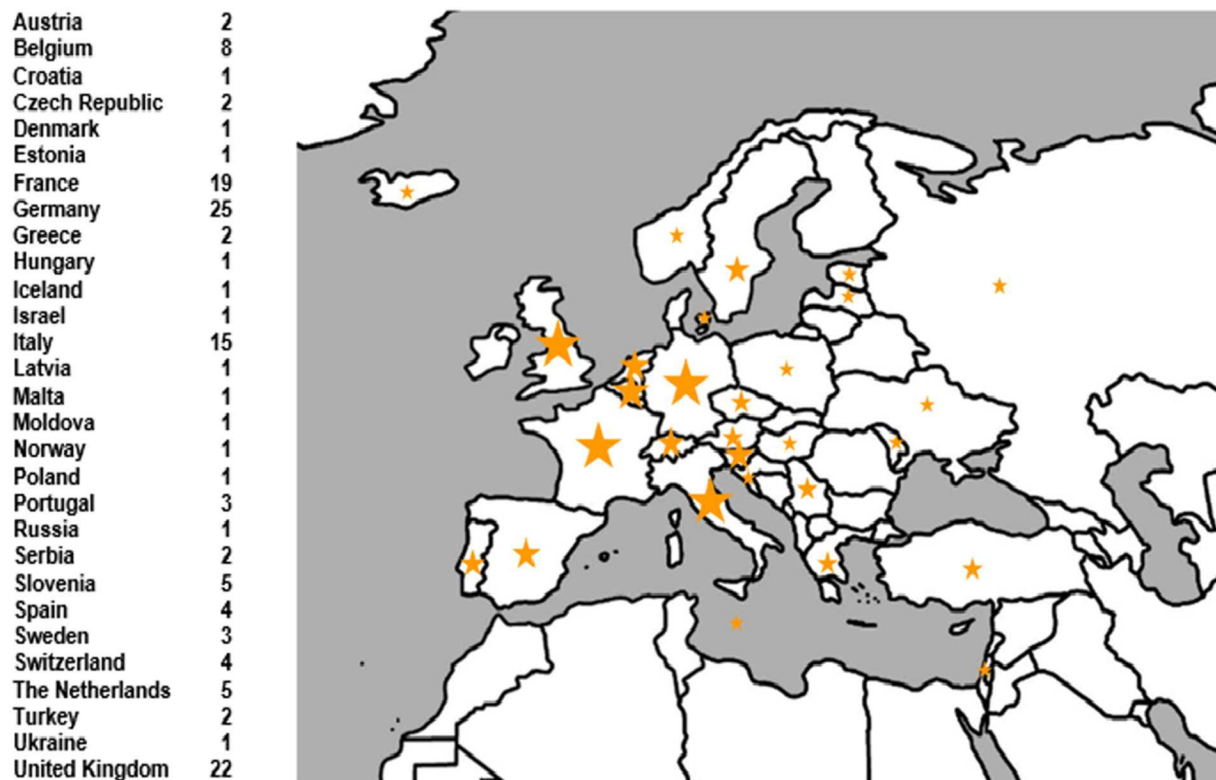 Austria 2
Belgium 8
Croatia 1
Czech Republic 2
Denmark 1
Estonia 1
France 19
Germany 25
Greece 2
Hungary 1
Iceland 1
Israel 1
Italy 15
Latvia 1
Malta 1
Moldova 1
Norway 1
Poland 1
Portugal 3
Russia 1
Serbia 2
Slovenia 5
Spain 4
Sweden 3
Switzerland 4
The Netherlands 5
Turkey 2
Ukraine 1
United Kingdom 22